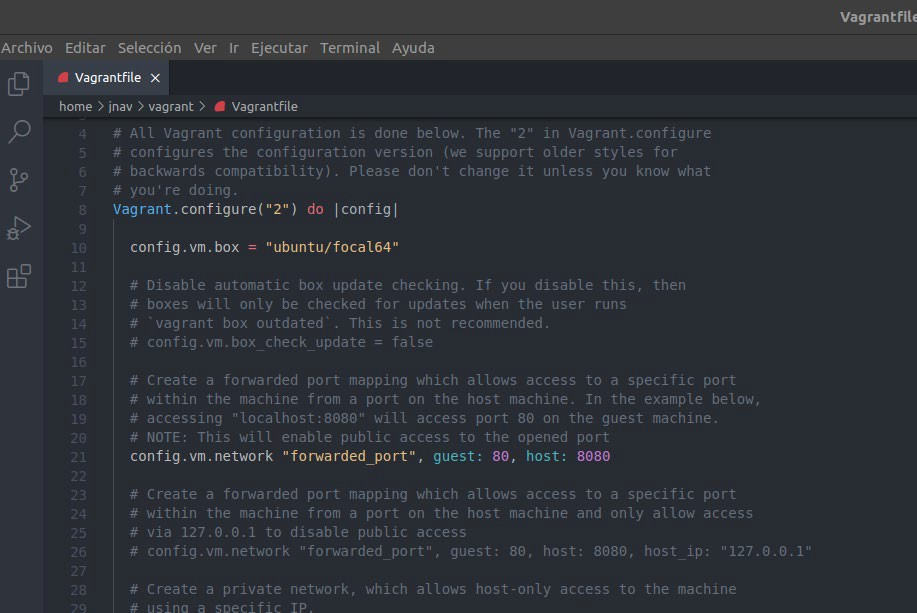 Vagrantfile
Archivo Editar Selección Ver Ir Ejecutar Terminal Ayuda
Vagrantfile ×
home > jnav > vagrant > Vagrantfile
4 # All Vagrant configuration is done below. The "2" in Vagrant.configure
5 # configures the configuration version (we support older styles for
6 # backwards compatibility). Please don't change it unless you know what
7 # you're doing.
8 Vagrant.configure("2") do |config|
9
10 config.vm.box = "ubuntu/focal64"
11
12 # Disable automatic box update checking. If you disable this, then
13 # boxes will only be checked for updates when the user runs
14 # `vagrant box outdated`. This is not recommended.
15 # config.vm.box_check_update = false
16
17 # Create a forwarded port mapping which allows access to a specific port
18 # within the machine from a port on the host machine. In the example below,
19 # accessing "localhost:8080" will access port 80 on the guest machine.
20 # NOTE: This will enable public access to the opened port
21 config.vm.network "forwarded_port", guest: 80, host: 8080
22
23 # Create a forwarded port mapping which allows access to a specific port
24 # within the machine from a port on the host machine and only allow access
25 # via 127.0.0.1 to disable public access
26 # config.vm.network "forwarded_port", guest: 80, host: 8080, host_ip: "127.0.0.1"
27
28 # Create a private network, which allows host-only access to the machine
29 # using a specific IP.